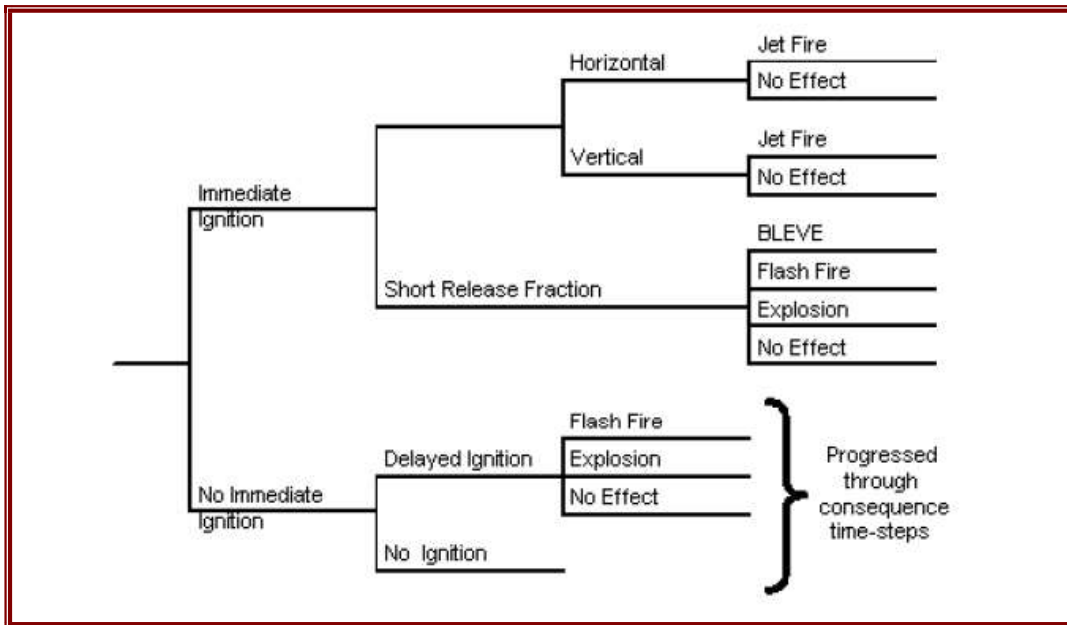 Jet Fire
Horizontal
No Effect
Jet Fire
Vertical
No Effect
Immediate
Ignition
BLEVE
Flash Fire
Short Release Fraction
Explosion
No Effect
Flash Fire
Delayed Ignition
Explosion
No Effect
No Immediate
Ignition
No Ignition
Progressed
through
consequence
time-steps